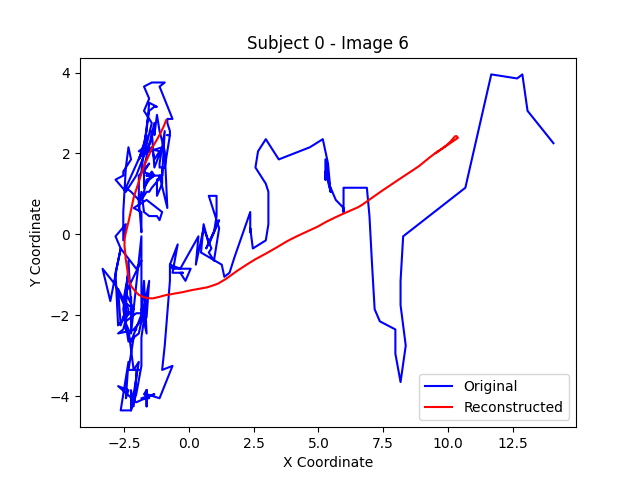 Subject 0 - Image 6
4
2
0
−2
−4
Y Coordinate
−2.5
0.0
2.5
5.0
7.5
10.0
12.5
X Coordinate
Original
Reconstructed